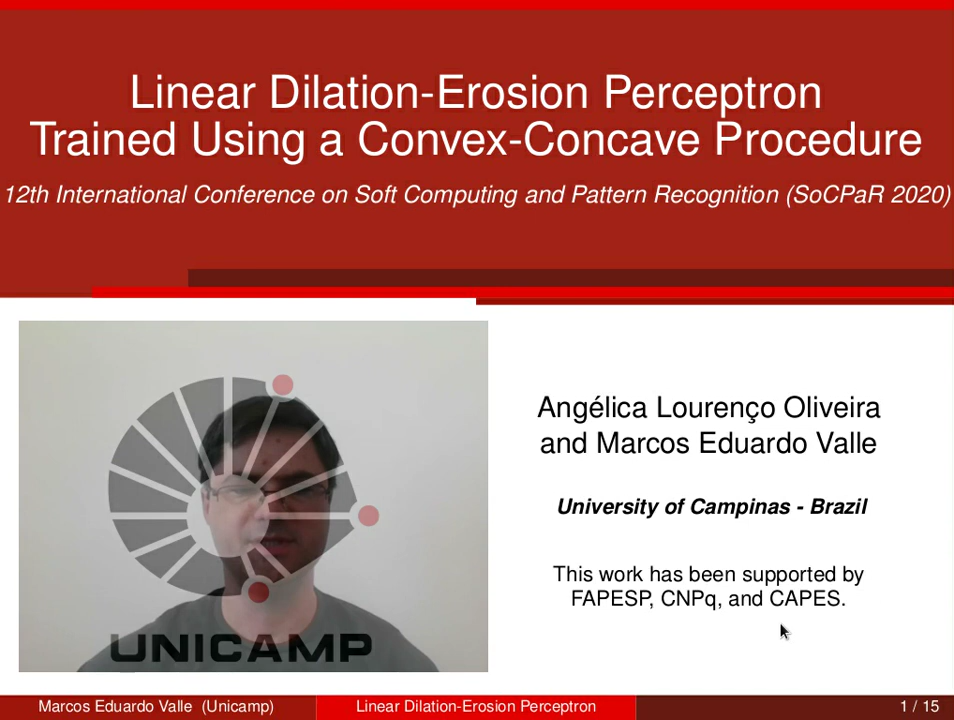 Linear Dilation-Erosion Perceptron
Trained Using a Convex-Concave Procedure
12th International Conference on Soft Computing and Pattern Recognition (SoCPaR 2020)
UNICAMP
Angélica Lourenço Oliveira
and Marcos Eduardo Valle
University of Campinas - Brazil
This work has been supported by
FAPESP, CNPq, and CAPES.
Marcos Eduardo Valle (Unicamp)
Linear Dilation-Erosion Perceptron
1 / 15